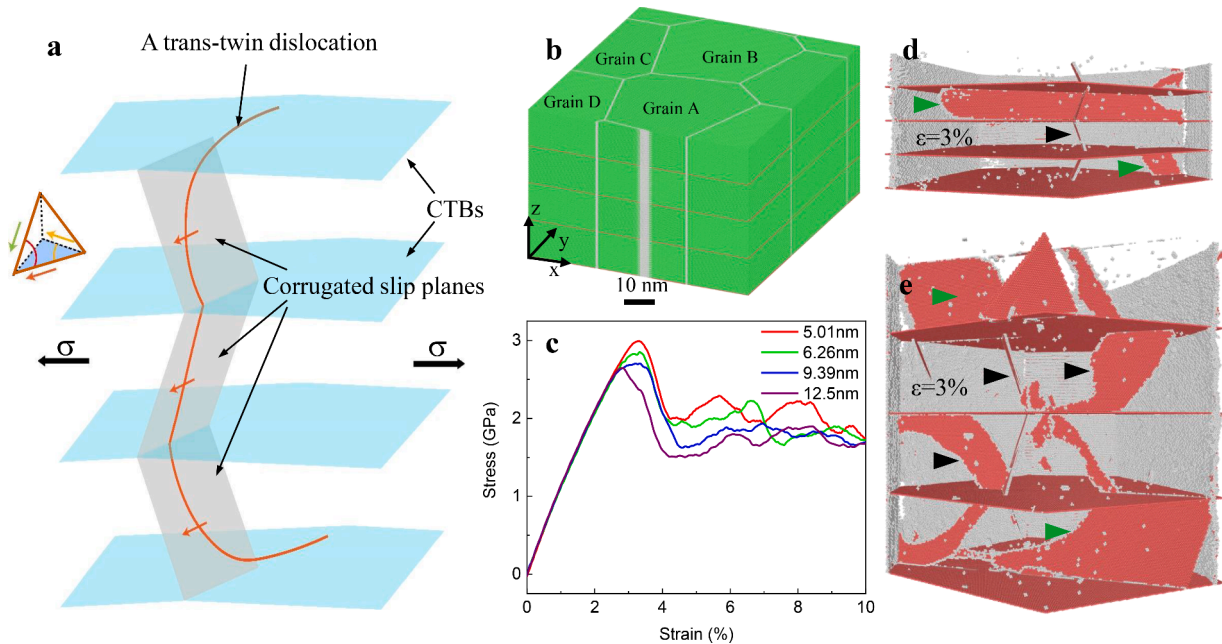 a
A trans-twin dislocation
CTBs
Corrugated slip planes
σ
σ
b
Grain C
Grain B
Grain D
Grain A
z
y
x
10 nm
c
5.01nm
6.26nm
9.39nm
12.5nm
3
2
1
0
Stress (GPa)
0
2
4
6
8
10
Strain (%)
d
ε=3%
e
ε=3%